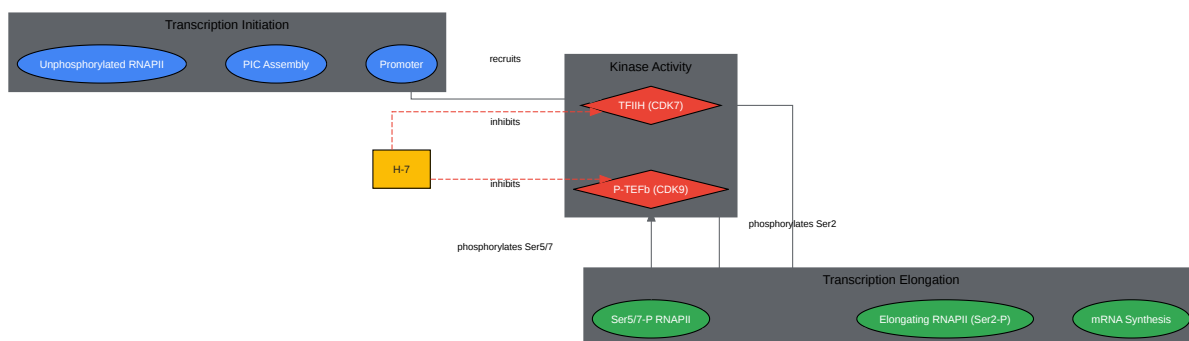 Transcription Initiation
Unphosphorylated RNAPII
PIC Assembly
Promoter
recruits
Kinase Activity
TFIIH (CDK7)
inhibits
H-7
inhibits
P-TEFb (CDK9)
phosphorylates Ser2
phosphorylates Ser5/7
Transcription Elongation
Ser5/7-P RNAPII
Elongating RNAPII (Ser2-P)
mRNA Synthesis